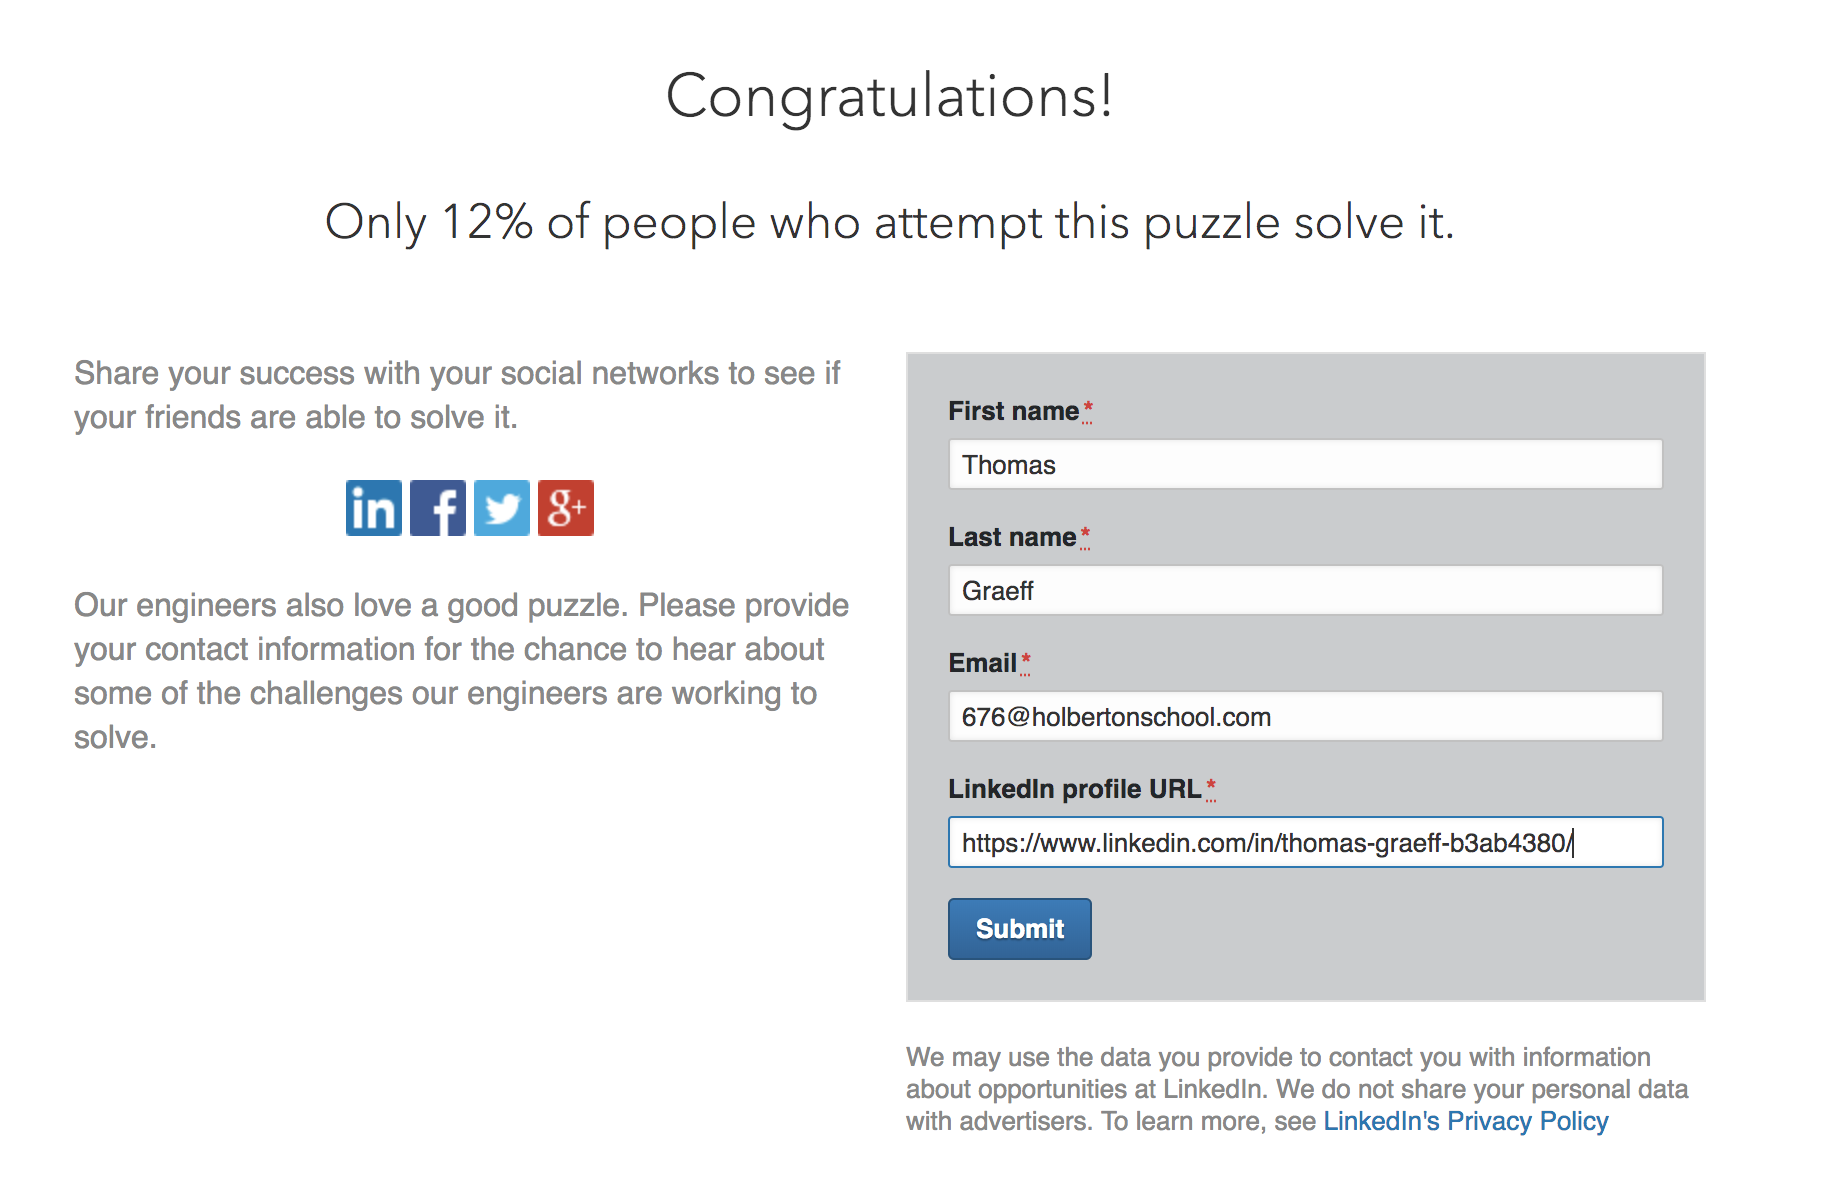 Congratulations!
Only 12% of people who attempt this puzzle solve it.
Share your success with your social networks to see if
your friends are able to solve it.
in f g+
Our engineers also love a good puzzle. Please provide
your contact information for the chance to hear about
some of the challenges our engineers are working to
solve.
First name*
Thomas
Last name*
Graeff
Email*
676@holbertonschool.com
LinkedIn profile URL*
https://www.linkedin.com/in/thomas-graeff-b3ab4380/
Submit
We may use the data you provide to contact you with information
about opportunities at LinkedIn. We do not share your personal data
with advertisers. To learn more, see LinkedIn's Privacy Policy